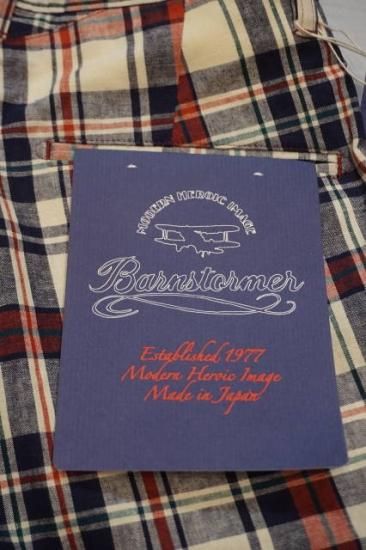 MODERN HEROIC IMAGE
Barnstormer
Established 1977
Modern Heroic Image
Made in Japan